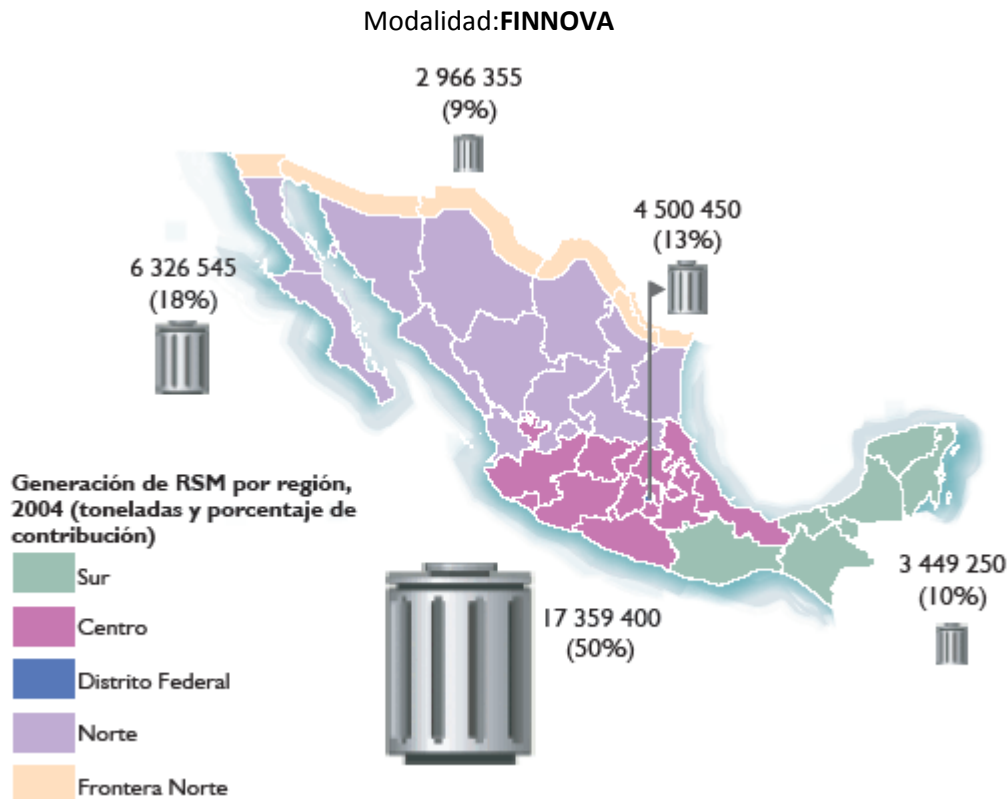 Modalidad:FINNOVA
2 966 355
(9%)
4 500 450
(13%)
6 326 545
(18%)
Generación de RSM por región,
2004 (toneladas y porcentaje de
contribución)
Sur
Centro
Distrito Federal
Norte
Frontera Norte
17 359 400
(50%)
3 449 250
(10%)